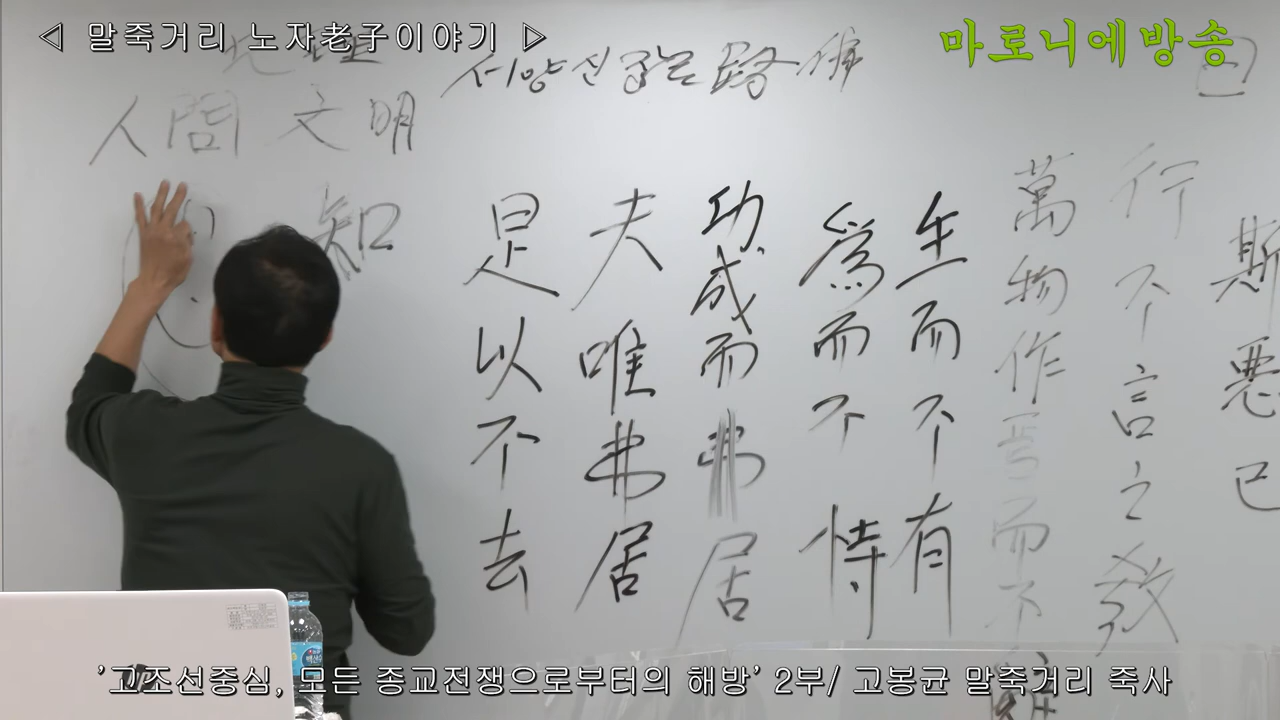 ◁ 말죽거리 노자老子이야기 ▷
마로니에방송
서양신장르 路佛
人間 文明
知
斯惡已
行不言之敎
萬物作焉而不
生而不有
爲而不恃
功成而弗居
夫唯弗居
是以不去
'고조선중심, 모든 종교전쟁으로부터의 해방' 2부/ 고봉균 말죽거리 죽사